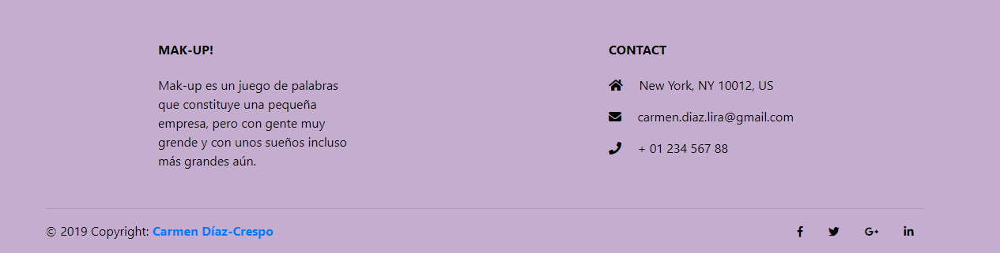 MAK-UP!
Mak-up es un juego de palabras
que constituye una pequeña
empresa, pero con gente muy
grende y con unos sueños incluso
más grandes aún.
CONTACT
New York, NY 10012, US
carmen.diaz.lira@gmail.com
+ 01 234 567 88
© 2019 Copyright: Carmen Díaz-Crespo